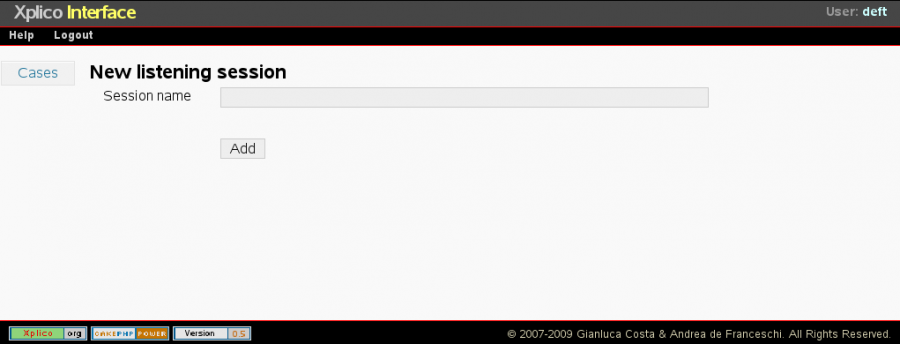 Xplico Interface User: deft
Help Logout
Cases
New listening session
Session name
Add
Xplico org CAKEPHP POWER Version 0.5 © 2007-2009 Gianluca Costa & Andrea de Franceschi. All Rights Reserved.